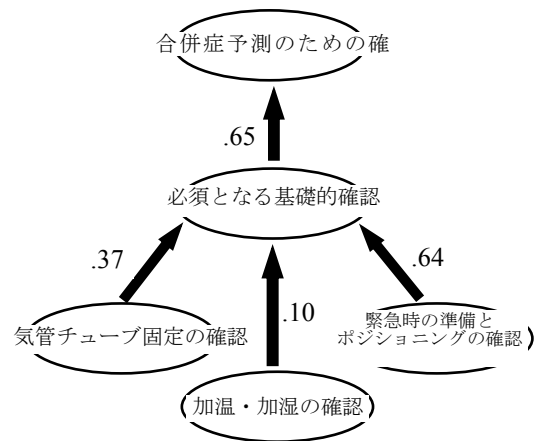 合併症予測のための確
.65
必須となる基礎的確認
.37
.64
.10
気管チューブ固定の確認
緊急時の準備と
ポジショニングの確認
加温・加湿の確認